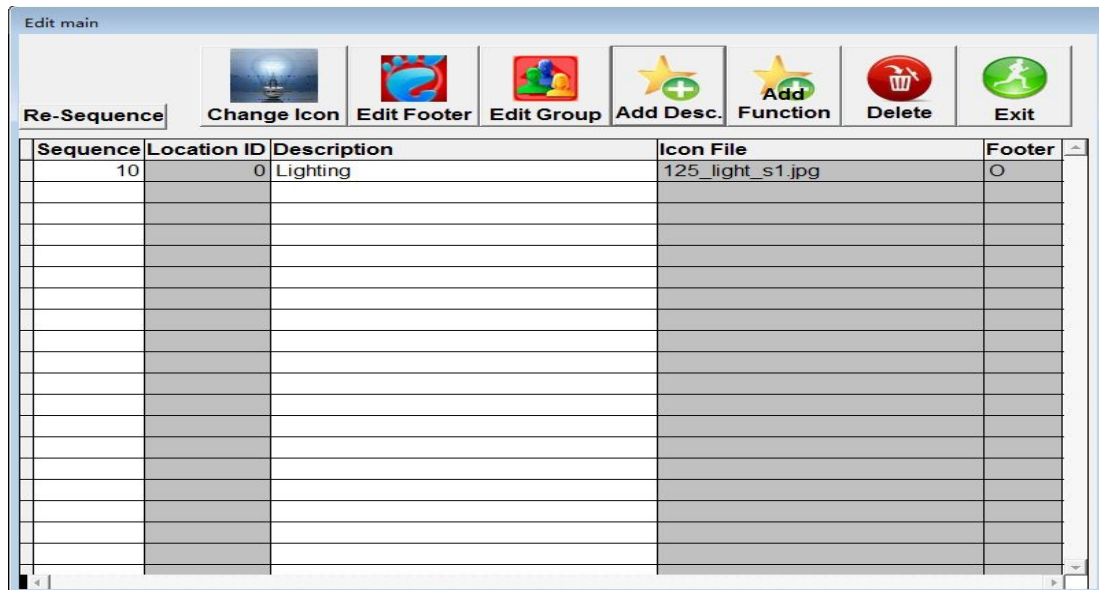 Edit main
Re-Sequence
Change Icon
Edit Footer
Edit Group
Add Desc.
Add
Function
Delete
Exit
Sequence Location ID Description Icon File Footer
10 0 Lighting 125_light_s1.jpg O